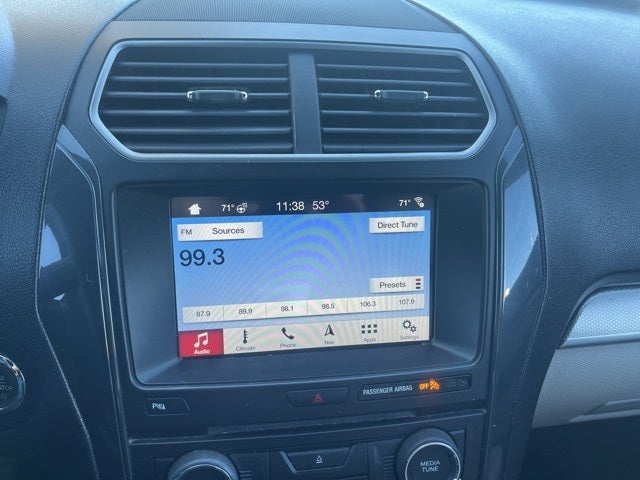 71° 11:38 53° 71°
FM Sources Direct Tune
99.3
Presets
87.9 89.9 98.1 98.5 106.3 107.9
Audio Climate Phone Nav Apps Settings
STOP
P
PASSENGER AIRBAG OFF
MEDIA
TUNE